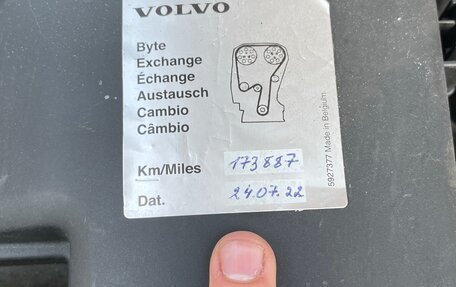 VOLVO
Byte
Exchange
Échange
Austausch
Cambio
Câmbio
Km/Miles 173887
Dat. 24.07.22
5927377 Made in Belgium